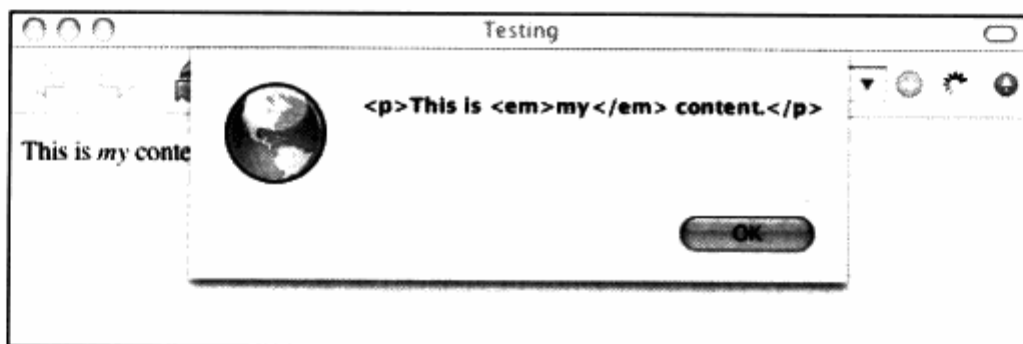 Testing
<p>This is <em>my</em> content.</p>
This is my conte
OK